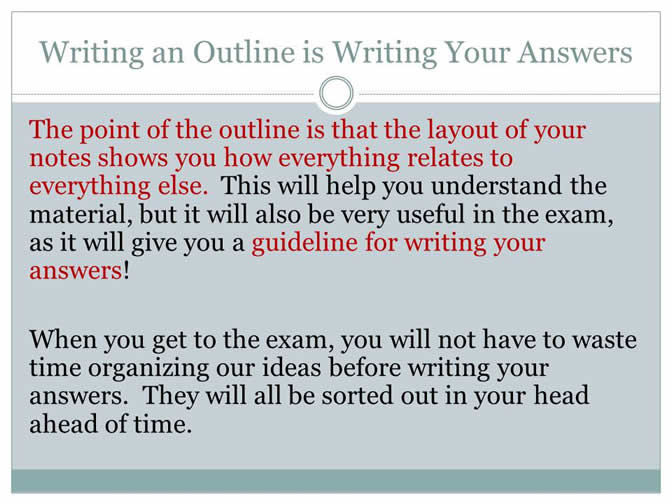 Writing an Outline is Writing Your Answers
The point of the outline is that the layout of your
notes shows you how everything relates to
everything else.  This will help you understand the
material, but it will also be very useful in the exam,
as it will give you a guideline for writing your
answers!
When you get to the exam, you will not have to waste
time organizing our ideas before writing your
answers.  They will all be sorted out in your head
ahead of time.